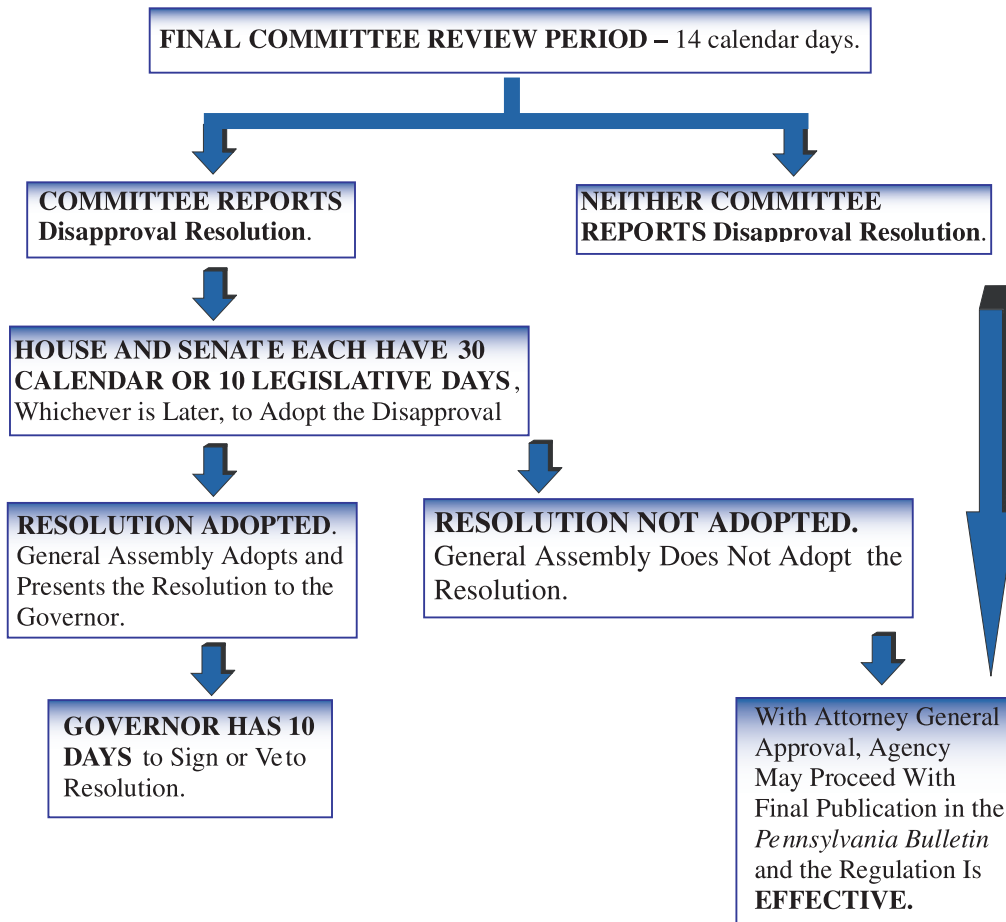 FINAL COMMITTEE REVIEW PERIOD – 14 calendar days.
COMMITTEE REPORTS
Disapproval Resolution.
NEITHER COMMITTEE
REPORTS Disapproval Resolution.
HOUSE AND SENATE EACH HAVE 30
CALENDAR OR 10 LEGISLATIVE DAYS,
Whichever is Later, to Adopt the Disapproval
RESOLUTION ADOPTED.
General Assembly Adopts and
Presents the Resolution to the
Governor.
RESOLUTION NOT ADOPTED.
General Assembly Does Not Adopt the
Resolution.
GOVERNOR HAS 10
DAYS to Sign or Veto
Resolution.
With Attorney General
Approval, Agency
May Proceed With
Final Publication in the
Pennsylvania Bulletin
and the Regulation Is
EFFECTIVE.